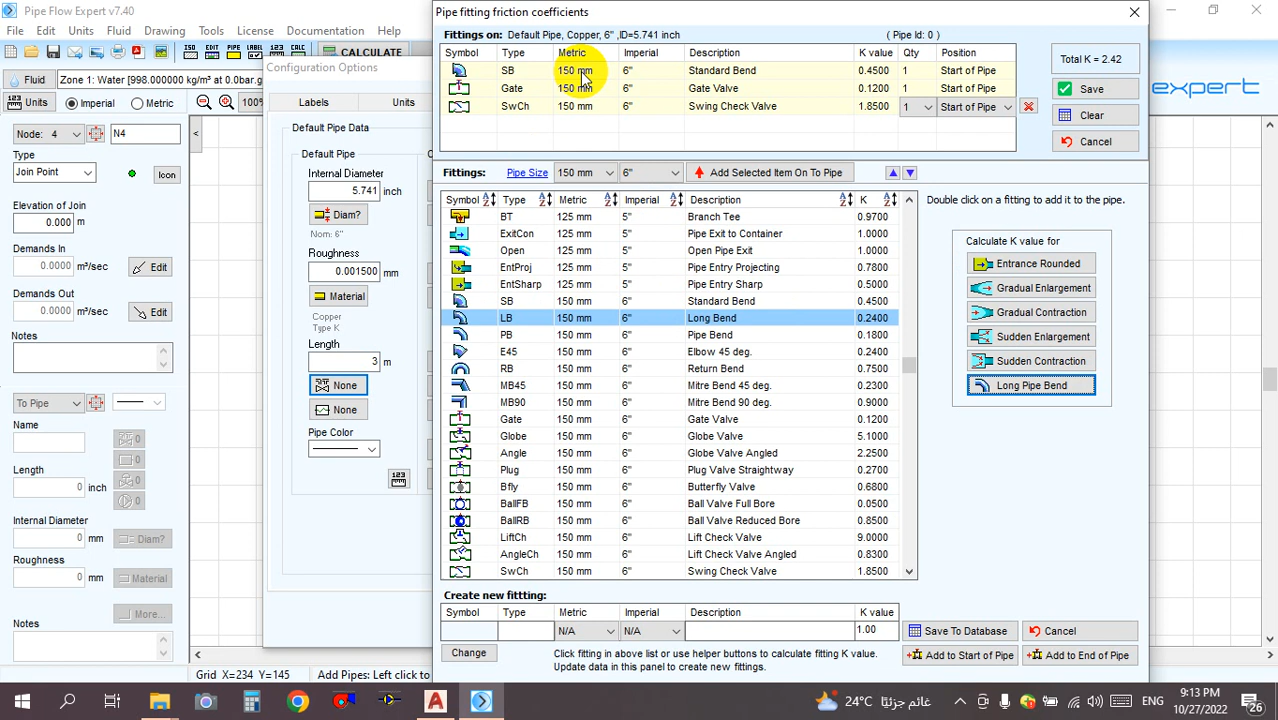 Pipe Flow Expert v7.40
File Edit Units Fluid Drawing Tools License Documentation Help
ISO EDIT PIPE LABEL CALC CALCULATE
Fluid Zone 1: Water [998.0000 kg/m³ at 0.0bar.g
Units Imperial Metric 100%
Node: 4 N4
Type
Join Point Icon
Elevation of Join
0.000 m
Demands In
0.0000 m³/sec Edit
Demands Out
0.0000 m³/sec Edit
Notes
To Pipe
Name
Length
0 inch
Internal Diameter
0 mm Diam?
Roughness
0 mm Material
More...
Notes
<
Configuration Options
Labels Units
Default Pipe Data
Default Pipe
Internal Diameter
5.741 inch
Diam?
Nom: 6"
Roughness
0.001500 mm
Material
Copper
Type K
Length
3 m
None
None
Pipe Color
123
Grid X=234 Y=145 Add Pipes: Left click to
Pipe fitting friction coefficients
Fittings on: Default Pipe, Copper, 6" ,ID=5.741 inch ( Pipe Id: 0 )
Symbol Type Metric Imperial Description K value Qty Position
SB 150 mm 6" Standard Bend 0.4500 1 Start of Pipe
Gate 150 mm 6" Gate Valve 0.1200 1 Start of Pipe
SwCh 150 mm 6" Swing Check Valve 1.8500 1 Start of Pipe
Total K = 2.42
Save
Clear
Cancel
Fittings: Pipe Size 150 mm 6" Add Selected Item On To Pipe
Symbol Type Metric Imperial Description K
BT 125 mm 5" Branch Tee 0.9700
ExitCon 125 mm 5" Pipe Exit to Container 1.0000
Open 125 mm 5" Open Pipe Exit 1.0000
EntProj 125 mm 5" Pipe Entry Projecting 0.7800
EntSharp 125 mm 5" Pipe Entry Sharp 0.5000
SB 150 mm 6" Standard Bend 0.4500
LB 150 mm 6" Long Bend 0.2400
PB 150 mm 6" Pipe Bend 0.1800
E45 150 mm 6" Elbow 45 deg. 0.2400
RB 150 mm 6" Return Bend 0.7500
MB45 150 mm 6" Mitre Bend 45 deg. 0.2300
MB90 150 mm 6" Mitre Bend 90 deg. 0.9000
Gate 150 mm 6" Gate Valve 0.1200
Globe 150 mm 6" Globe Valve 5.1000
Angle 150 mm 6" Globe Valve Angled 2.2500
Plug 150 mm 6" Plug Valve Straightway 0.2700
Bfly 150 mm 6" Butterfly Valve 0.6800
BallFB 150 mm 6" Ball Valve Full Bore 0.0500
BallRB 150 mm 6" Ball Valve Reduced Bore 0.8500
LiftCh 150 mm 6" Lift Check Valve 9.0000
AngleCh 150 mm 6" Lift Check Valve Angled 0.8300
SwCh 150 mm 6" Swing Check Valve 1.8500
Double click on a fitting to add it to the pipe.
Calculate K value for
Entrance Rounded
Gradual Enlargement
Gradual Contraction
Sudden Enlargement
Sudden Contraction
Long Pipe Bend
Create new fittting:
Symbol Type Metric Imperial Description K value
N/A N/A 1.00
Save To Database Cancel
Change Click fitting in above list or use helper buttons to calculate fitting K value.
Update data in this panel to create new fittings.
Add to Start of Pipe Add to End of Pipe
expert
24°C غائم جزئيًا ENG 9:13 PM
10/27/2022 26